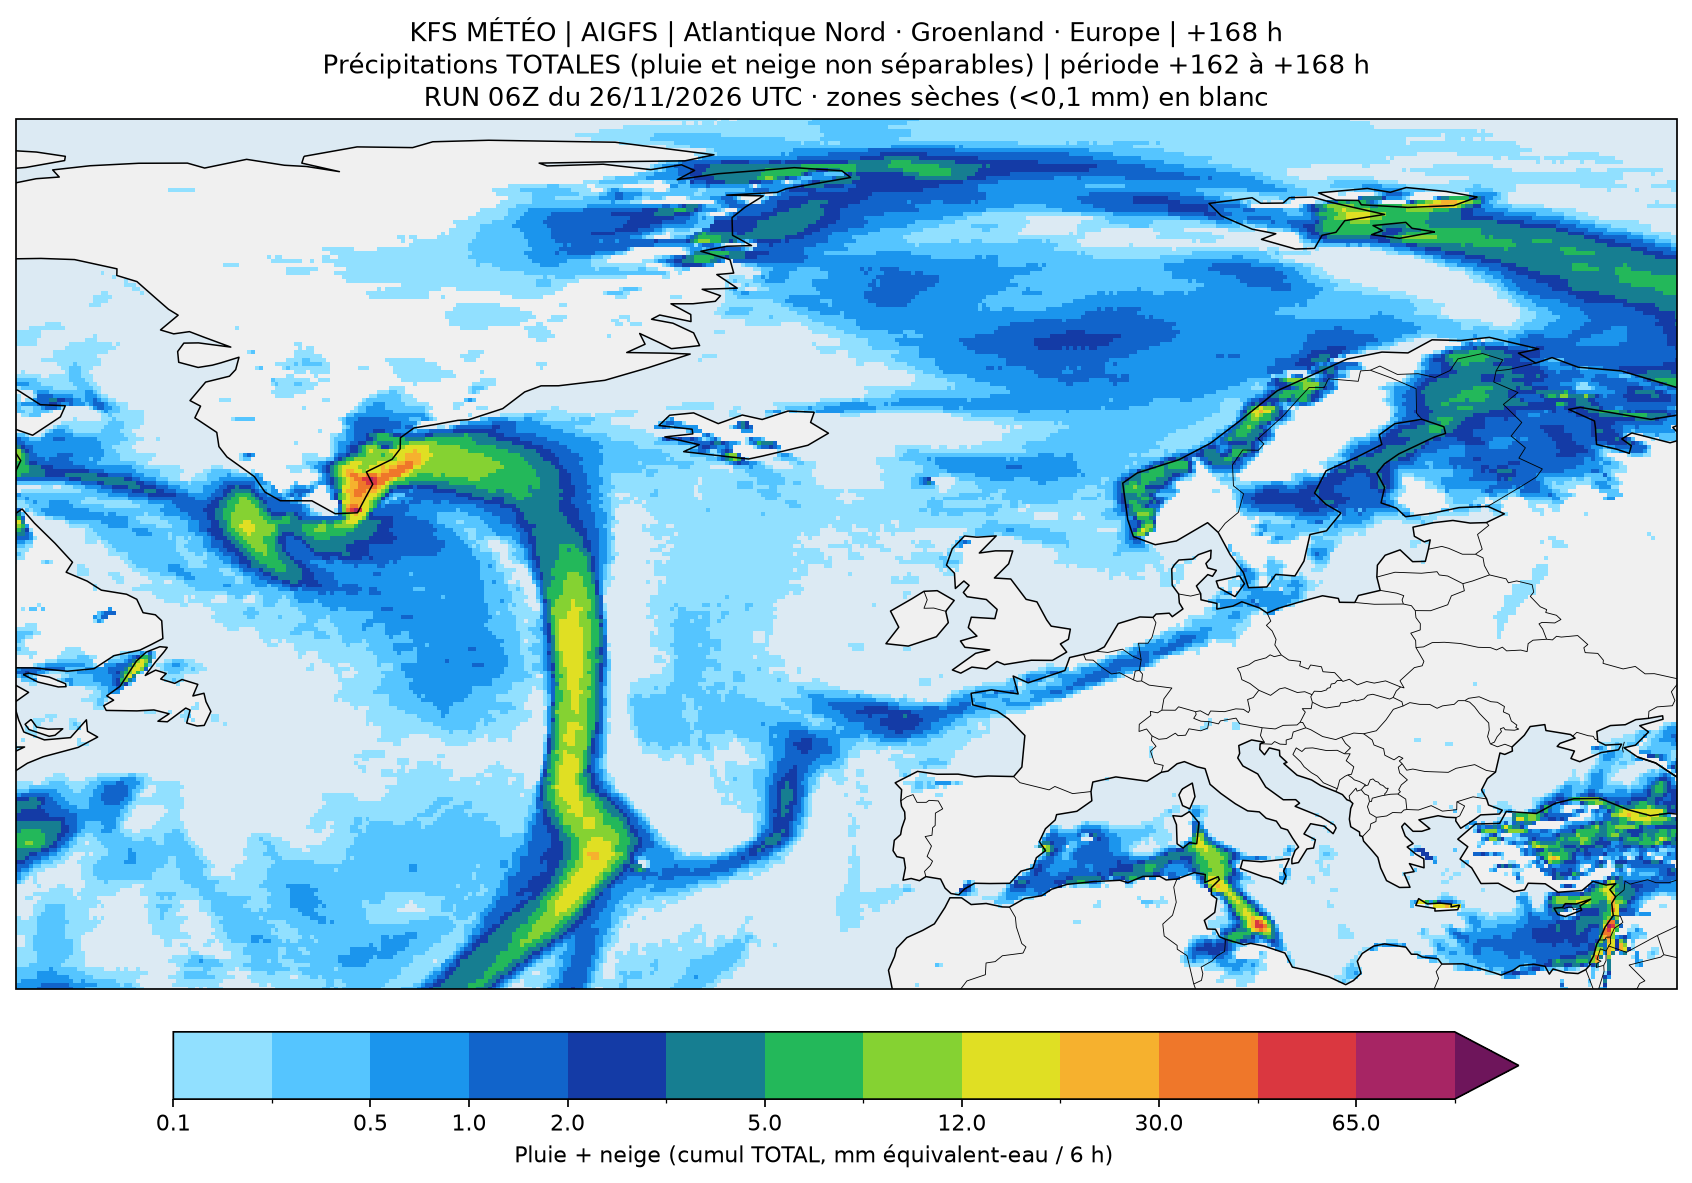 KFS MÉTÉO | AIGFS | Atlantique Nord · Groenland · Europe | +168 h
Précipitations TOTALES (pluie et neige non séparables) | période +162 à +168 h
RUN 06Z du 26/11/2026 UTC · zones sèches (<0,1 mm) en blanc
0.1 0.5 1.0 2.0 5.0 12.0 30.0 65.0
Pluie + neige (cumul TOTAL, mm équivalent-eau / 6 h)